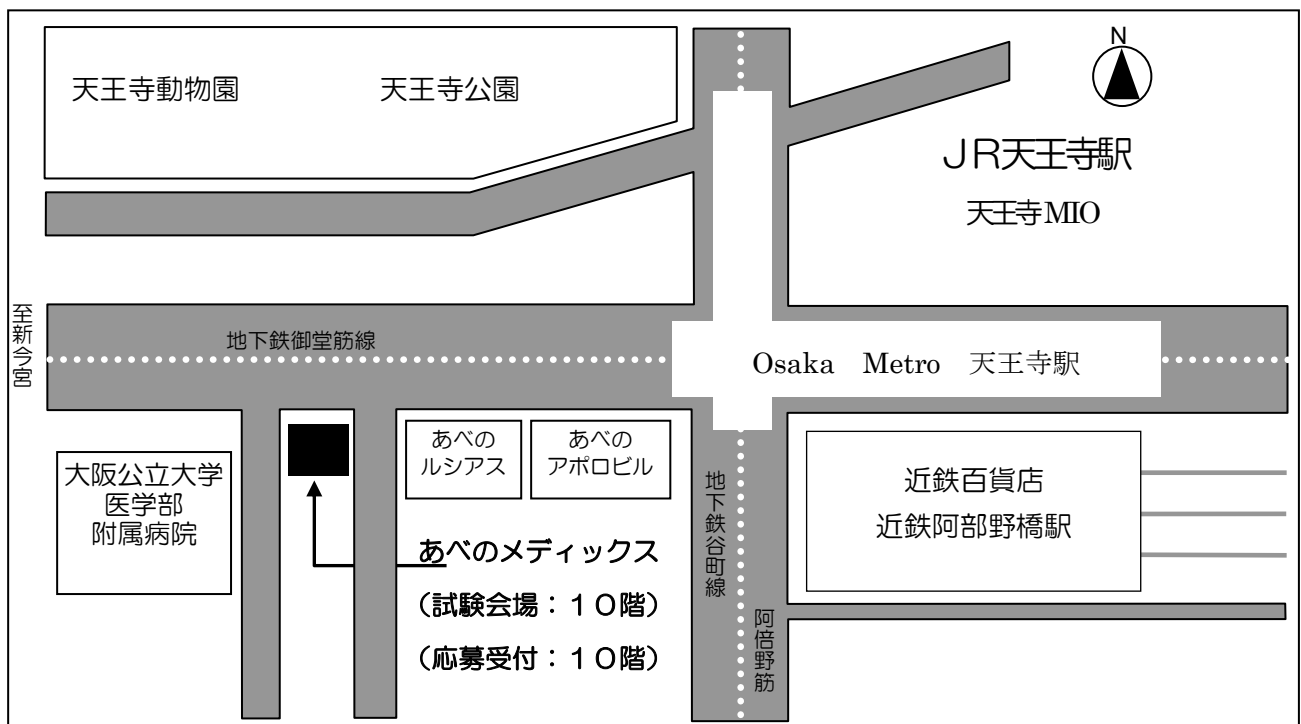 天王寺動物園
天王寺公園
N
JR天王寺駅
天王寺MIO
至新今宮
地下鉄御堂筋線
Osaka Metro 天王寺駅
大阪公立大学
医学部
附属病院
あべの
ルシアス
あべの
アポロビル
地下鉄谷町線
近鉄百貨店
近鉄阿部野橋駅
あべのメディックス
(試験会場:10階)
(応募受付:10階)
阿倍野筋